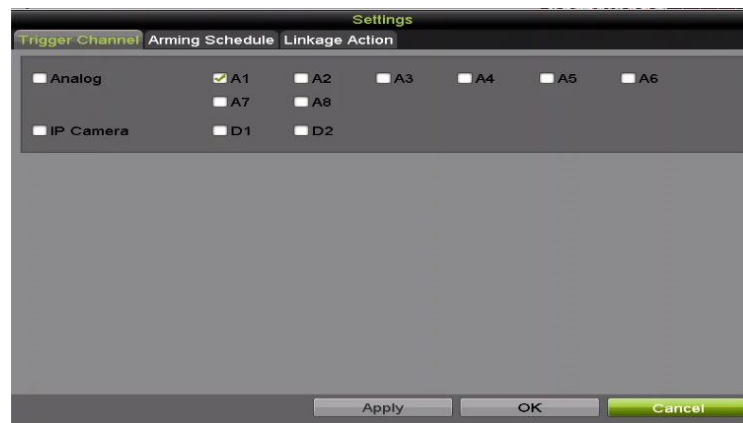 Settings
Trigger Channel Arming Schedule Linkage Action
Analog A1 A2 A3 A4 A5 A6
A7 A8
IP Camera D1 D2
Apply OK Cancel